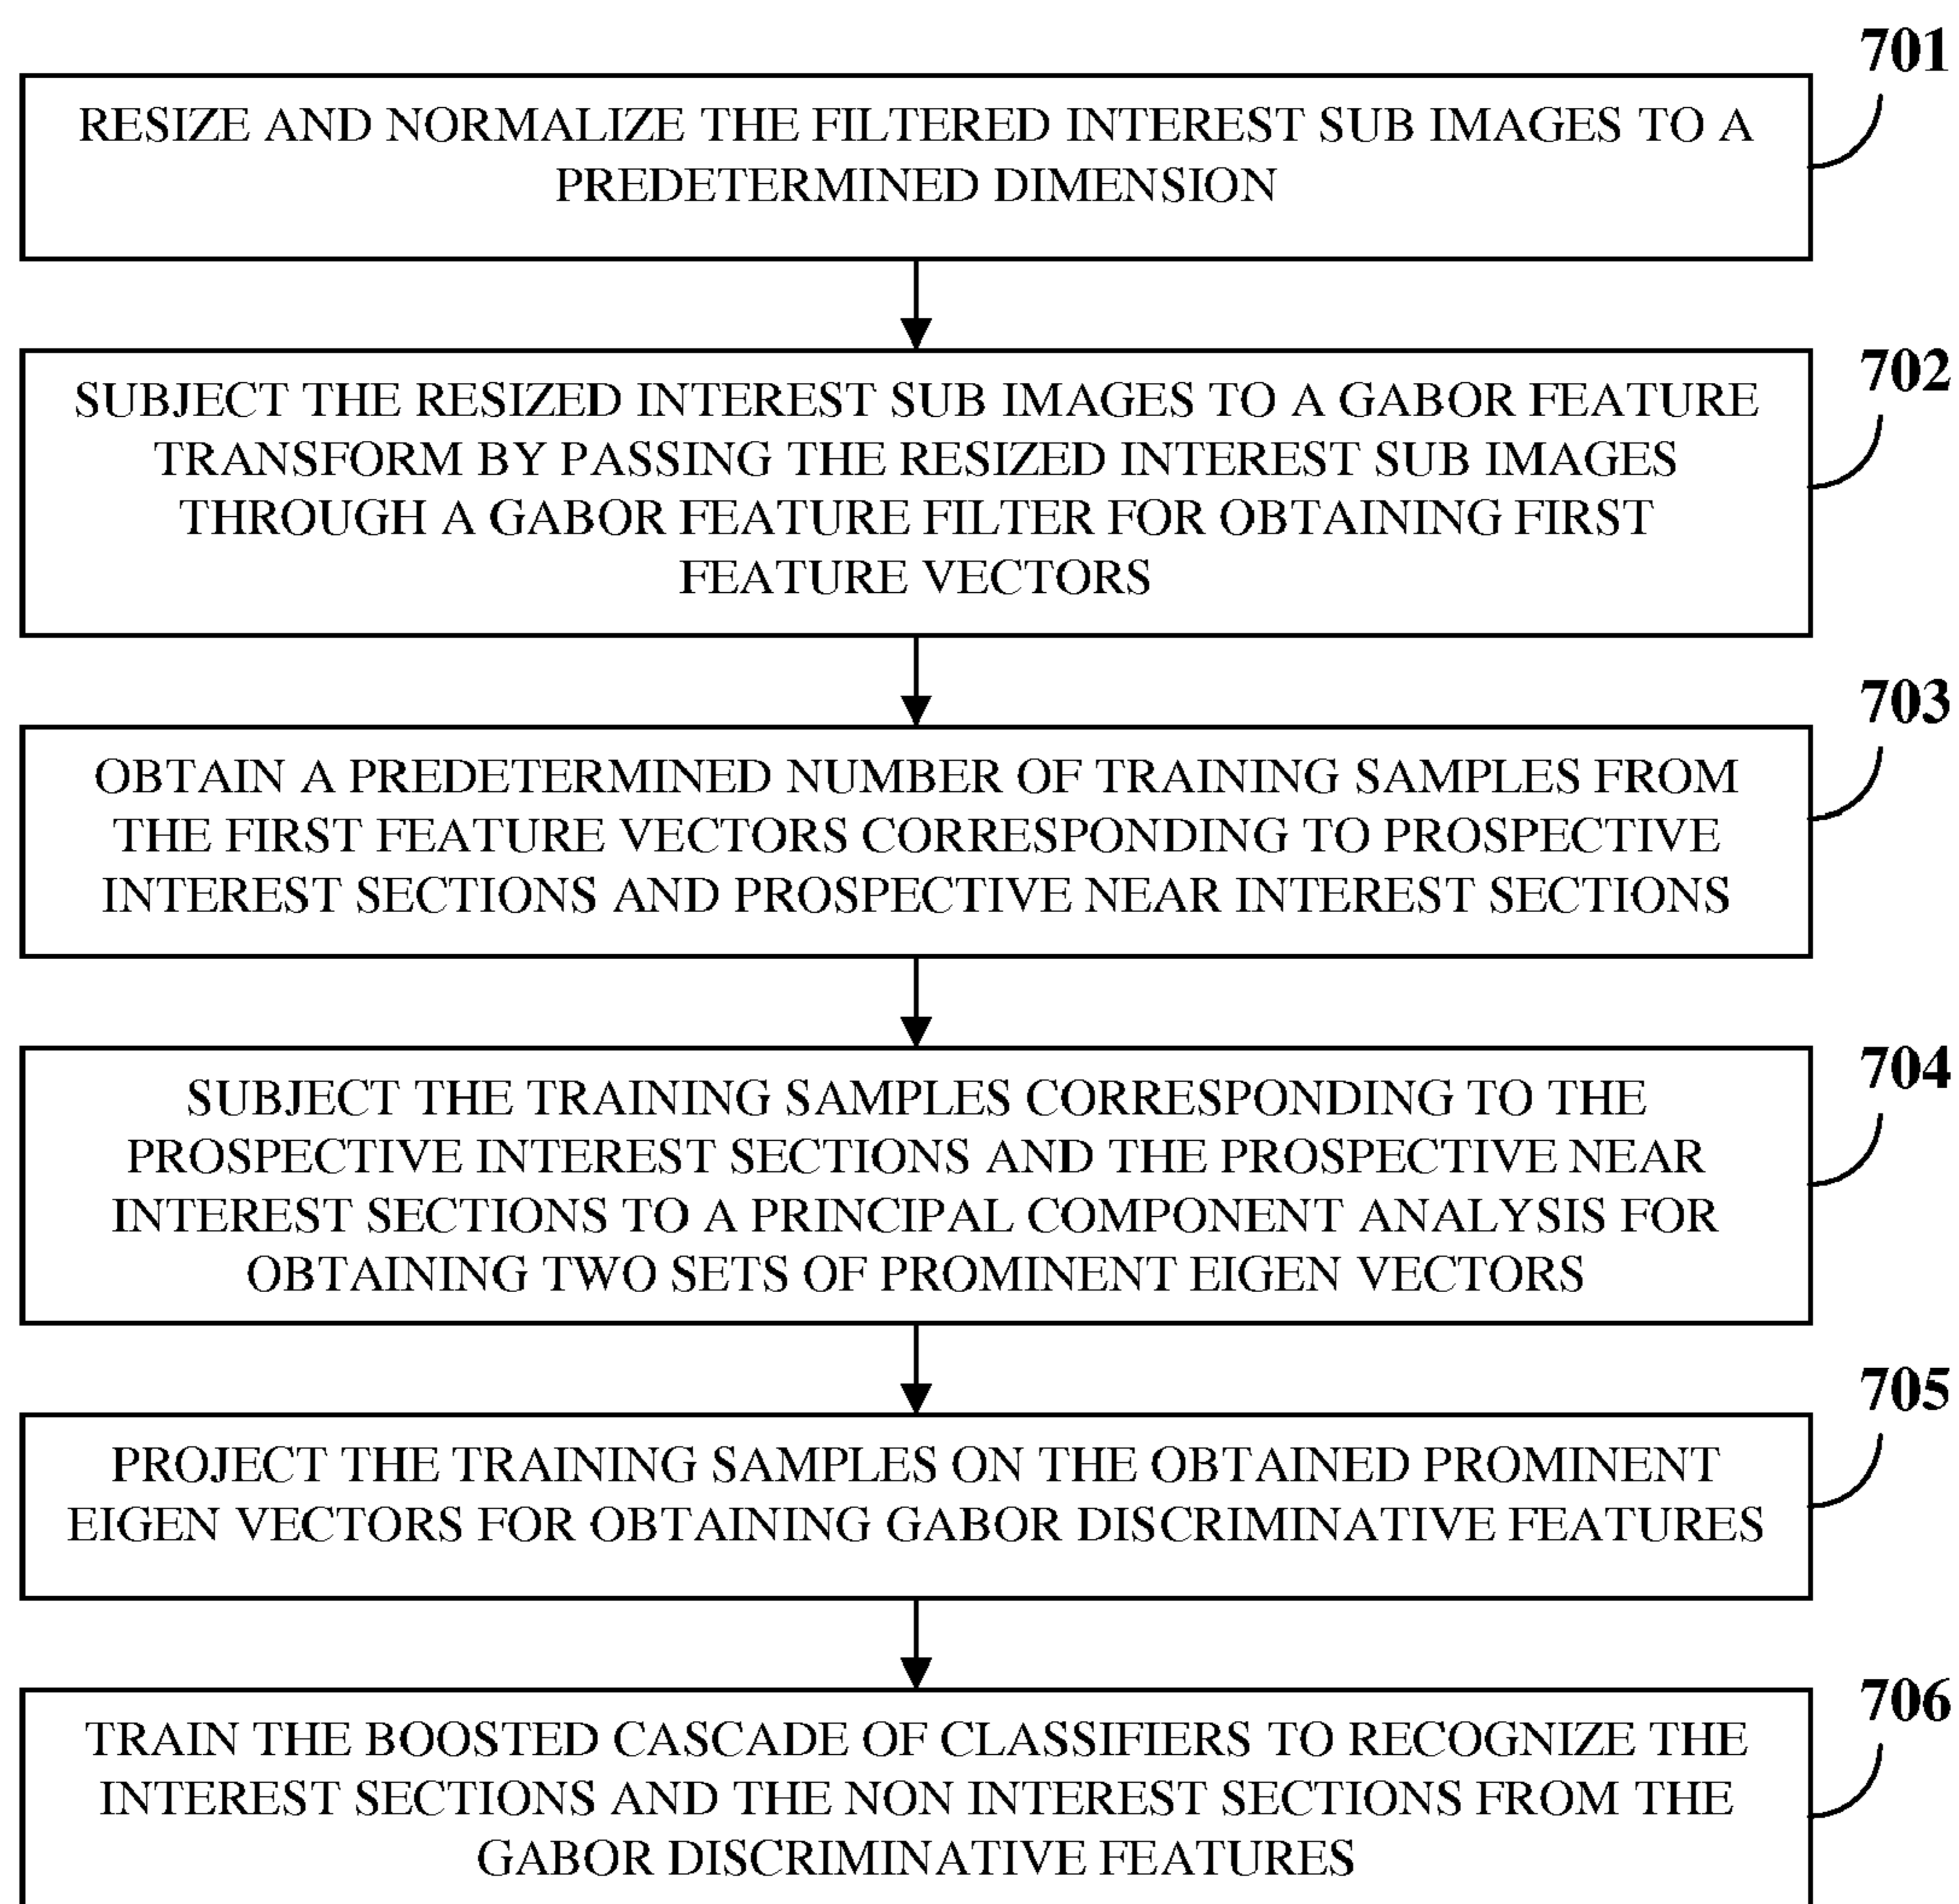 701
RESIZE AND NORMALIZE THE FILTERED INTEREST SUB IMAGES TO A
PREDETERMINED DIMENSION
702
SUBJECT THE RESIZED INTEREST SUB IMAGES TO A GABOR FEATURE
TRANSFORM BY PASSING THE RESIZED INTEREST SUB IMAGES
THROUGH A GABOR FEATURE FILTER FOR OBTAINING FIRST
FEATURE VECTORS
703
OBTAIN A PREDETERMINED NUMBER OF TRAINING SAMPLES FROM
THE FIRST FEATURE VECTORS CORRESPONDING TO PROSPECTIVE
INTEREST SECTIONS AND PROSPECTIVE NEAR INTEREST SECTIONS
704
SUBJECT THE TRAINING SAMPLES CORRESPONDING TO THE
PROSPECTIVE INTEREST SECTIONS AND THE PROSPECTIVE NEAR
INTEREST SECTIONS TO A PRINCIPAL COMPONENT ANALYSIS FOR
OBTAINING TWO SETS OF PROMINENT EIGEN VECTORS
705
PROJECT THE TRAINING SAMPLES ON THE OBTAINED PROMINENT
EIGEN VECTORS FOR OBTAINING GABOR DISCRIMINATIVE FEATURES
706
TRAIN THE BOOSTED CASCADE OF CLASSIFIERS TO RECOGNIZE THE
INTEREST SECTIONS AND THE NON INTEREST SECTIONS FROM THE
GABOR DISCRIMINATIVE FEATURES